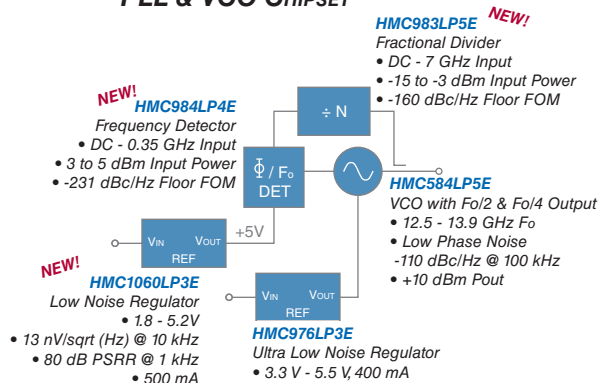 PLL & VCO CHIPSET
NEW!
HMC983LP5E
Fractional Divider
• DC - 7 GHz Input
• -15 to -3 dBm Input Power
• -160 dBc/Hz Floor FOM
NEW!
HMC984LP4E
Frequency Detector
• DC - 0.35 GHz Input
• 3 to 5 dBm Input Power
• -231 dBc/Hz Floor FOM
÷ N
Φ / Fo
DET
HMC584LP5E
VCO with Fo/2 & Fo/4 Output
• 12.5 - 13.9 GHz Fo
• Low Phase Noise
-110 dBc/Hz @ 100 kHz
• +10 dBm Pout
VIN VOUT
REF
+5V
NEW!
HMC1060LP3E
Low Noise Regulator
• 1.8 - 5.2V
• 13 nV/sqrt (Hz) @ 10 kHz
• 80 dB PSRR @ 1 kHz
• 500 mA
VIN VOUT
REF
HMC976LP3E
Ultra Low Noise Regulator
• 3.3 V - 5.5 V, 400 mA